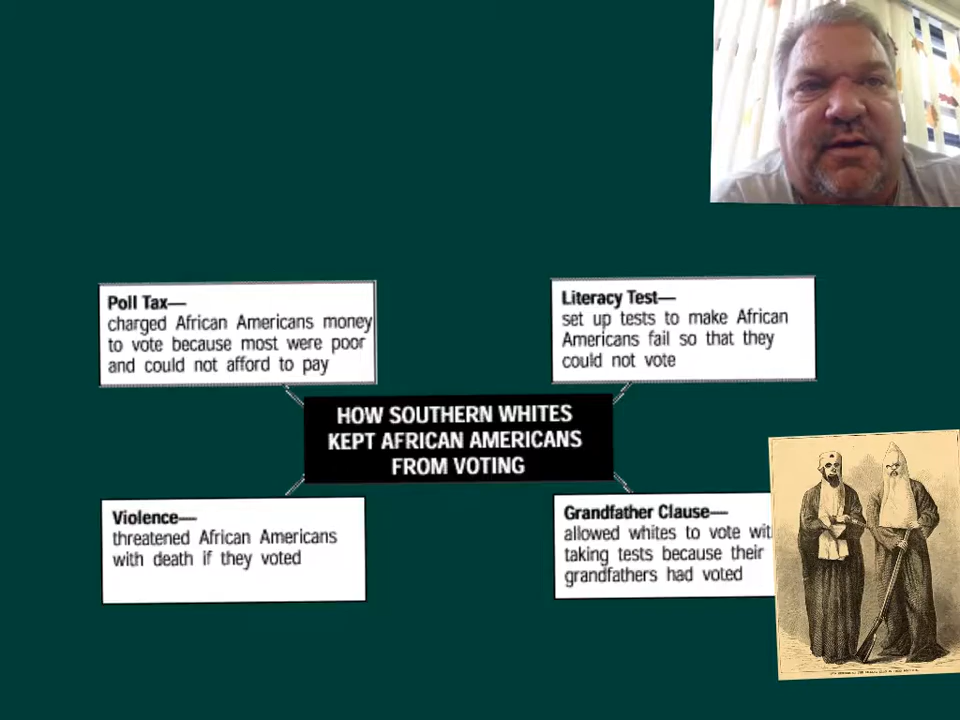 Poll Tax—
charged African Americans money
to vote because most were poor
and could not afford to pay
Literacy Test—
set up tests to make African
Americans fail so that they
could not vote
HOW SOUTHERN WHITES
KEPT AFRICAN AMERICANS
FROM VOTING
Violence—
threatened African Americans
with death if they voted
Grandfather Clause—
allowed whites to vote
taking tests because their
grandfathers had voted